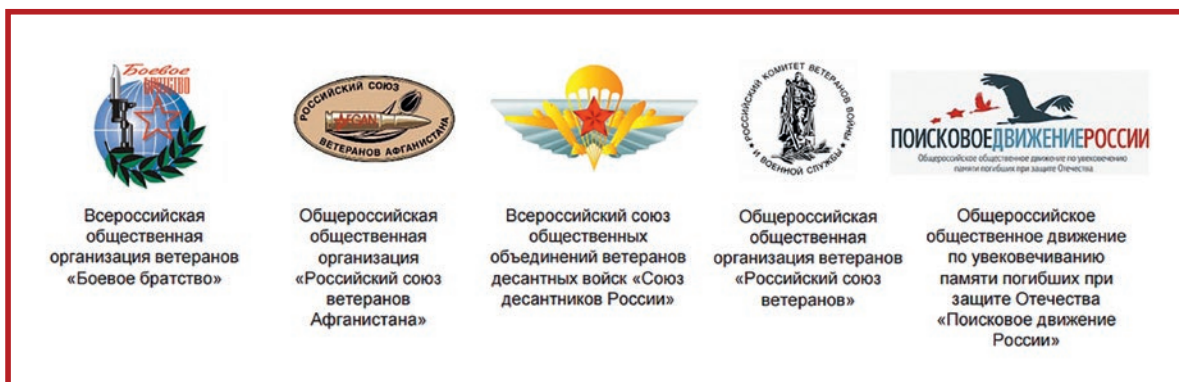 Боевое
братство
РОССИЙСКИЙ СОЮЗ
AFGAN
ВЕТЕРАНОВ АФГАНИСТАНА
РОССИЙСКИЙ КОМИТЕТ ВЕТЕРАНОВ ВОЙНЫ
И ВОЕННОЙ СЛУЖБЫ
ПОИСКОВОЕДВИЖЕНИЕРОССИИ
Общероссийское общественное движение по увековечению
памяти погибших при защите Отечества
Всероссийская
общественная
организация ветеранов
«Боевое братство»
Общероссийская
общественная
организация
«Российский союз
ветеранов
Афганистана»
Всероссийский союз
общественных
объединений ветеранов
десантных войск «Союз
десантников России»
Общероссийская
общественная
организация ветеранов
«Российский союз
ветеранов»
Общероссийское
общественное движение
по увековечиванию
памяти погибших при
защите Отечества
«Поисковое движение
России»